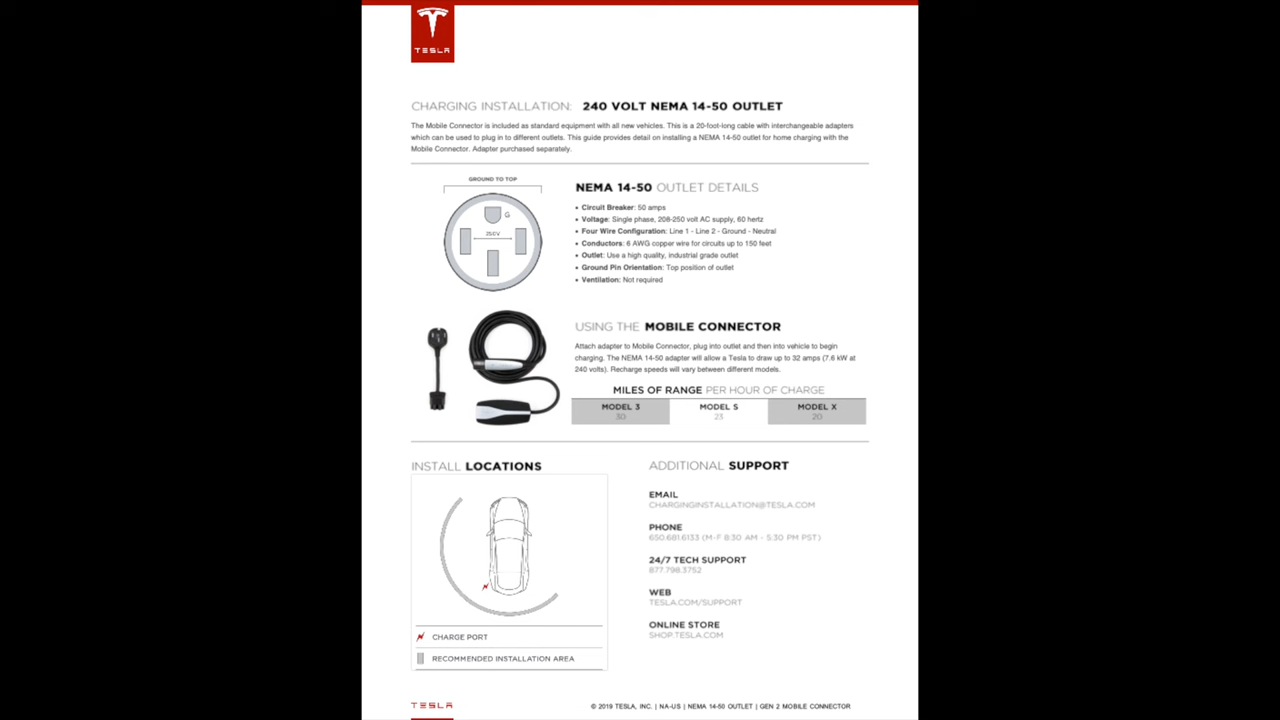 TESLA
CHARGING INSTALLATION: 240 VOLT NEMA 14-50 OUTLET
The Mobile Connector is included as standard equipment with all new vehicles. This is a 20-foot-long cable with interchangeable adapters
which can be used to plug in to different outlets. This guide provides detail on installing a NEMA 14-50 outlet for home charging with the
Mobile Connector. Adapter purchased separately.
GROUND TO TOP
G
250V
NEMA 14-50 OUTLET DETAILS
• Circuit Breaker: 50 amps
• Voltage: Single phase, 208-250 volt AC supply, 60 hertz
• Four Wire Configuration: Line 1 - Line 2 - Ground - Neutral
• Conductors: 6 AWG copper wire for circuits up to 150 feet
• Outlet: Use a high quality, industrial grade outlet
• Ground Pin Orientation: Top position of outlet
• Ventilation: Not required
USING THE MOBILE CONNECTOR
Attach adapter to Mobile Connector, plug into outlet and then into vehicle to begin
charging. The NEMA 14-50 adapter will allow a Tesla to draw up to 32 amps (7.6 kW at
240 volts). Recharge speeds will vary between different models.
MILES OF RANGE PER HOUR OF CHARGE
MODEL 3 MODEL S MODEL X
30 23 20
INSTALL LOCATIONS
CHARGE PORT
RECOMMENDED INSTALLATION AREA
ADDITIONAL SUPPORT
EMAIL
CHARGINGINSTALLATION@TESLA.COM
PHONE
650.681.6133 (M-F 8:30 AM - 5:30 PM PST)
24/7 TECH SUPPORT
877.798.3752
WEB
TESLA.COM/SUPPORT
ONLINE STORE
SHOP.TESLA.COM
TESLA
© 2019 TESLA, INC. | NA-US | NEMA 14-50 OUTLET | GEN 2 MOBILE CONNECTOR